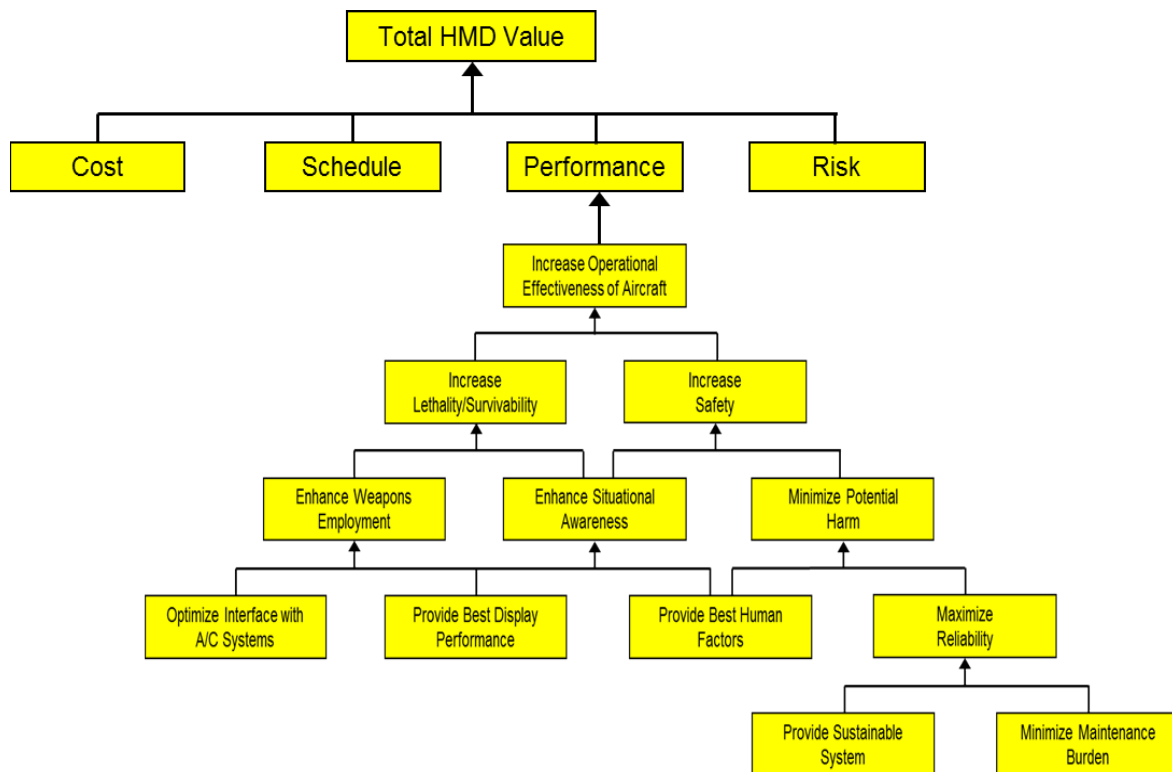 Total HMD Value
Cost
Schedule
Performance
Risk
Increase Operational
Effectiveness of Aircraft
Increase
Lethality/Survivability
Increase
Safety
Enhance Weapons
Employment
Enhance Situational
Awareness
Minimize Potential
Harm
Optimize Interface with
A/C Systems
Provide Best Display
Performance
Provide Best Human
Factors
Maximize
Reliability
Provide Sustainable
System
Minimize Maintenance
Burden